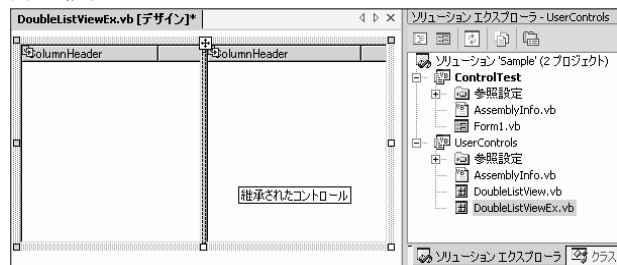 DoubleListViewEx.vb [デザイン]*
ColumnHeader
ColumnHeader
継承されたコントロール
ソリューション エクスプローラ - UserControls
ソリューション 'Sample' (2 プロジェクト)
ControlTest
参照設定
AssemblyInfo.vb
Form1.vb
UserControls
参照設定
AssemblyInfo.vb
DoubleListView.vb
DoubleListViewEx.vb
ソリューション エクスプローラ
クラス